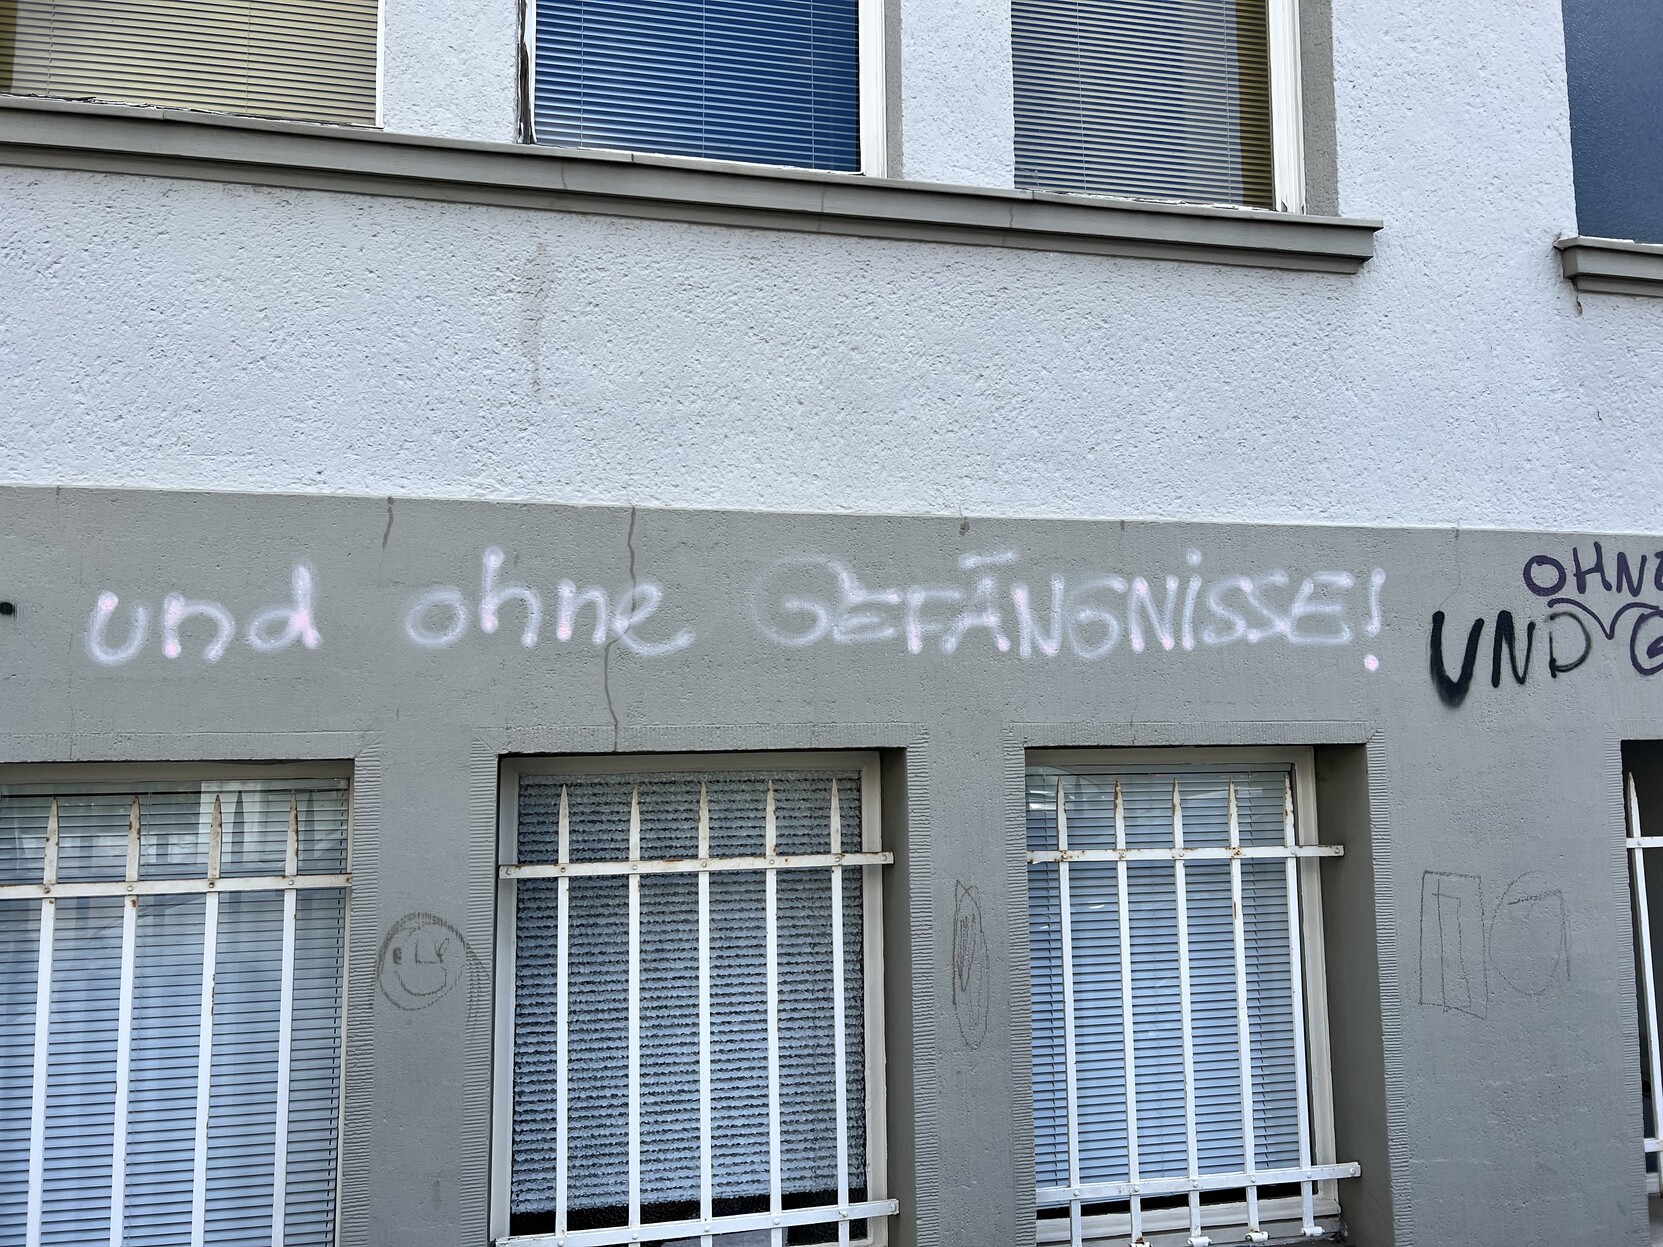 und ohne GEFÄNGNiSSE!
OHNE
UND G